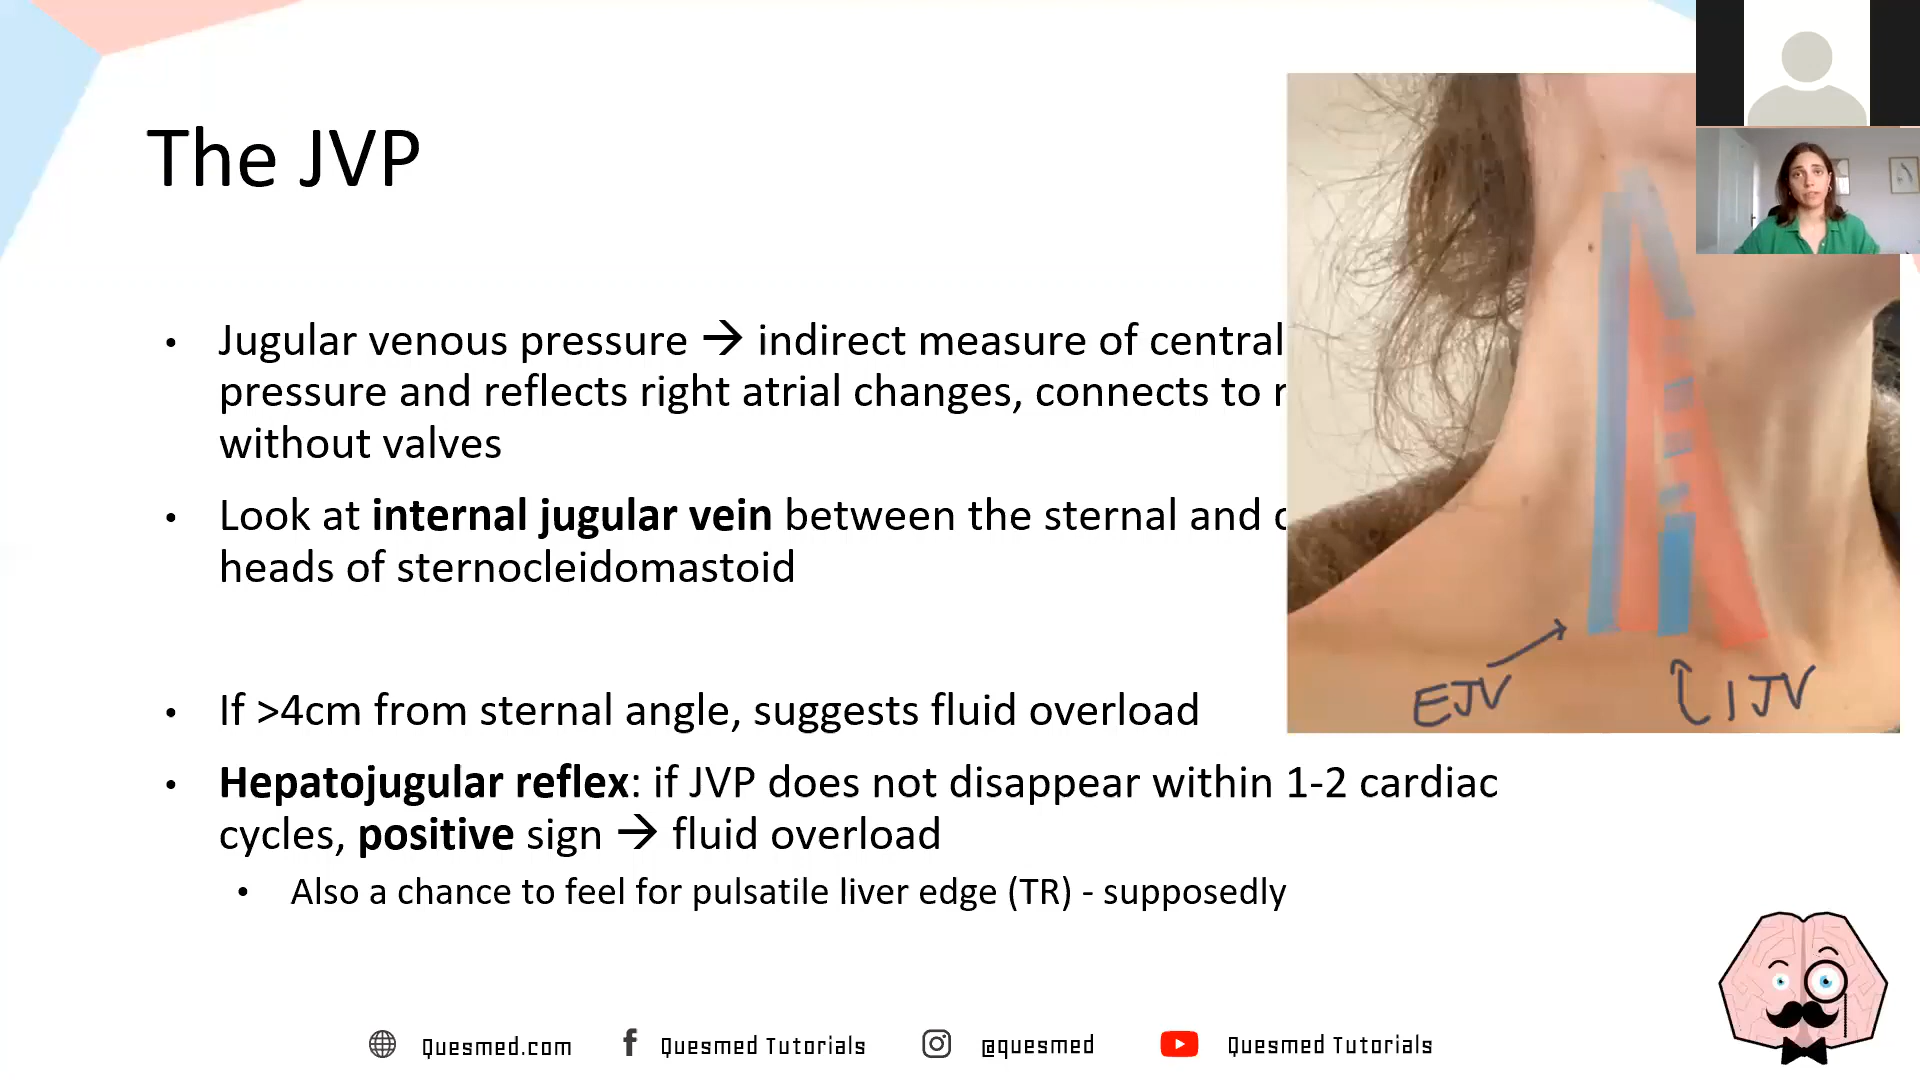 The JVP
• Jugular venous pressure → indirect measure of central
pressure and reflects right atrial changes, connects to
without valves
• Look at internal jugular vein between the sternal and
heads of sternocleidomastoid
• If >4cm from sternal angle, suggests fluid overload
• Hepatojugular reflex: if JVP does not disappear within 1-2 cardiac
cycles, positive sign → fluid overload
• Also a chance to feel for pulsatile liver edge (TR) - supposedly
EJV
IJV
Quesmed.com
Quesmed Tutorials
@quesmed
Quesmed Tutorials